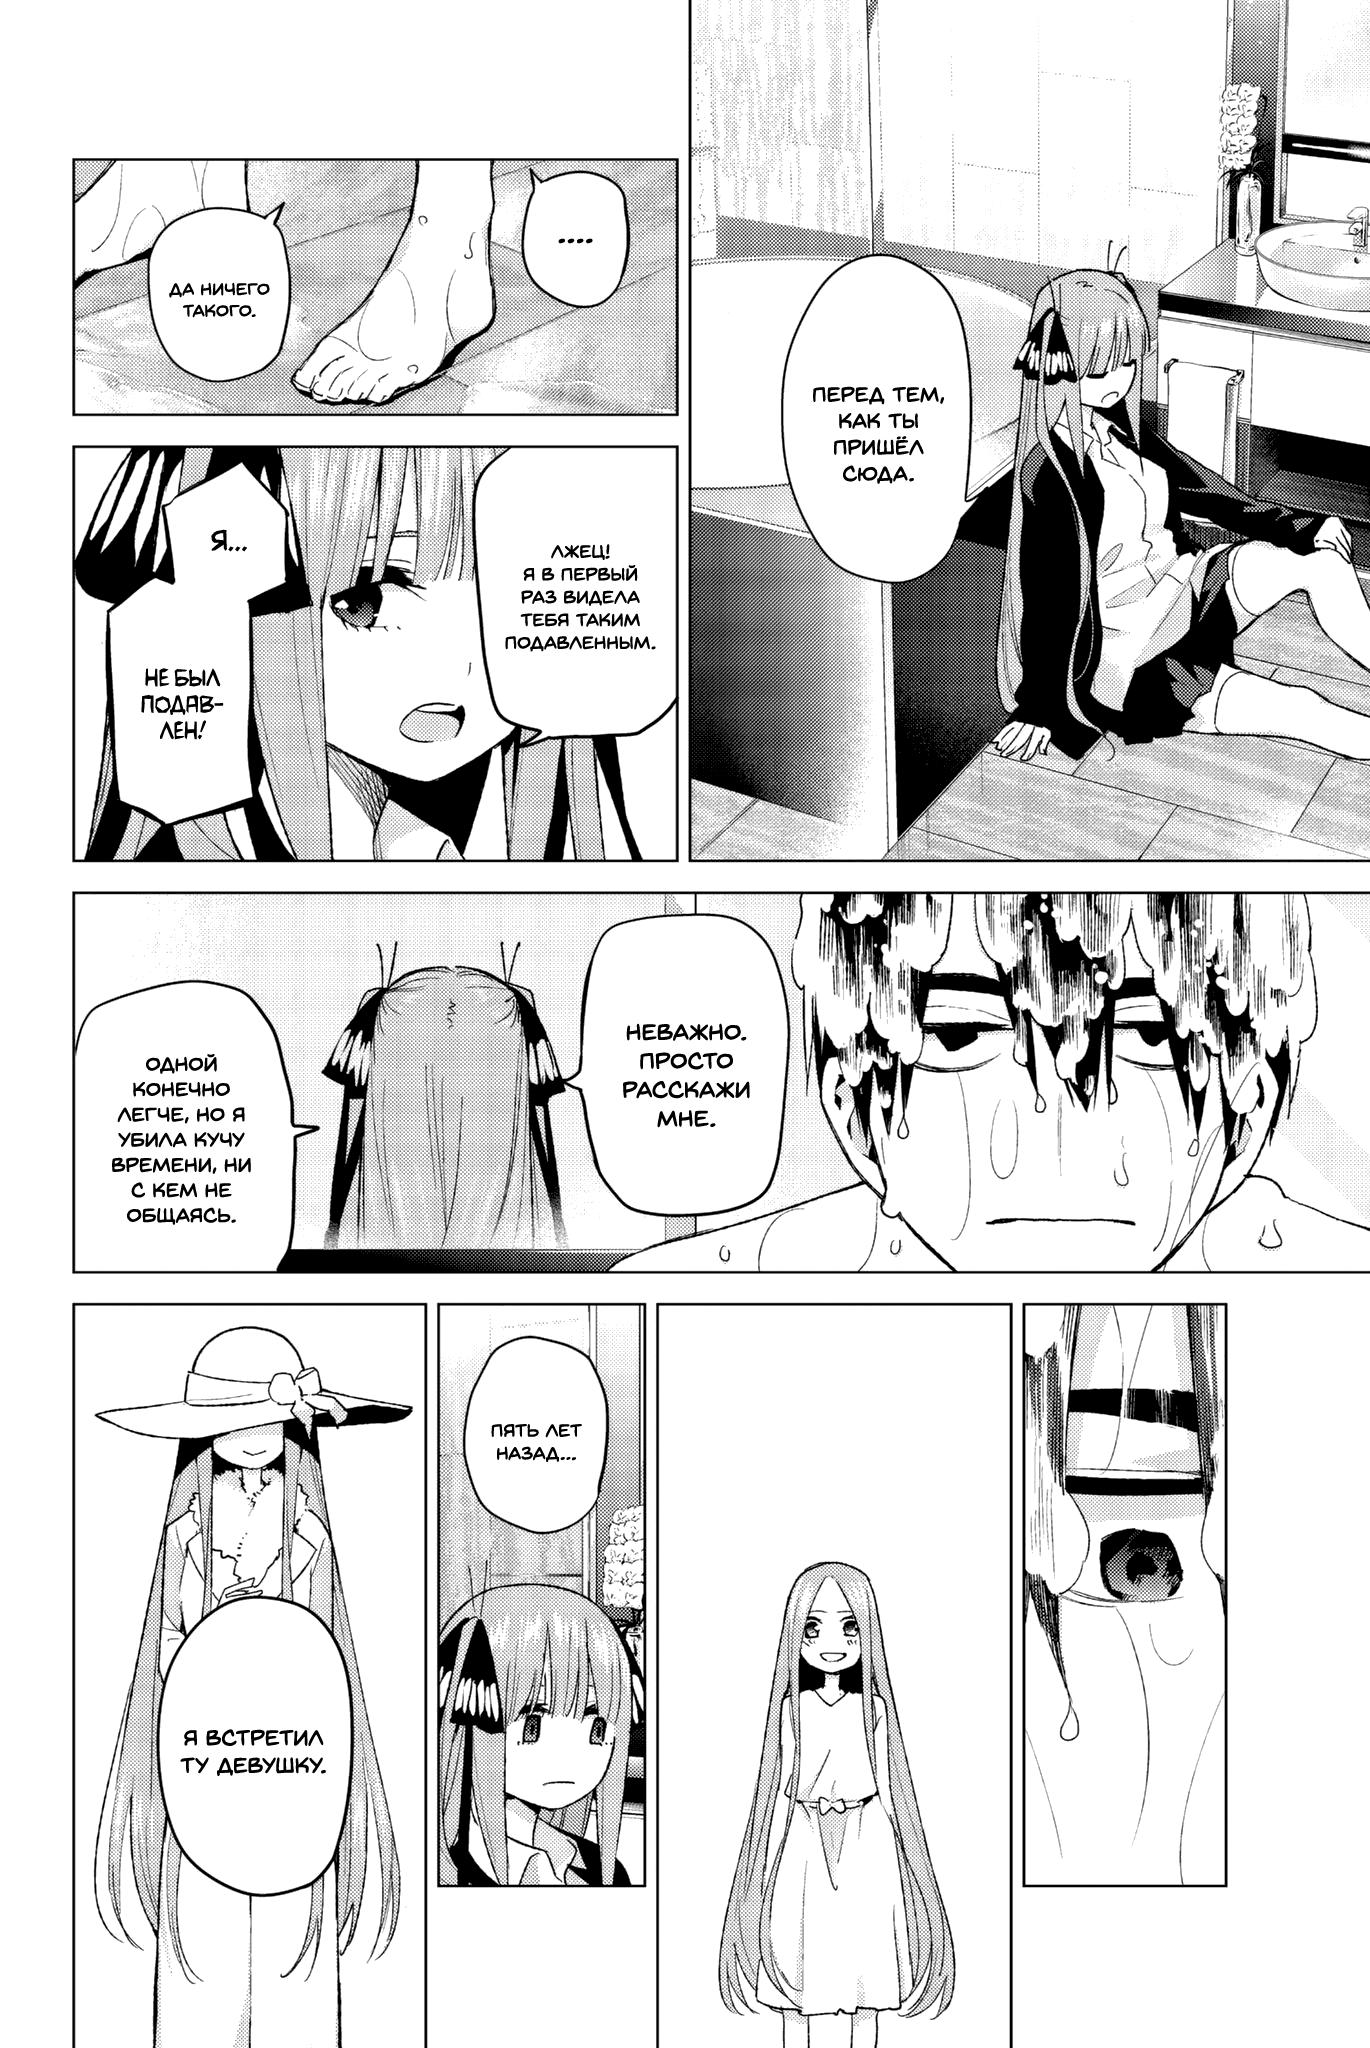 ПЕРЕД ТЕМ,
КАК ТЫ
ПРИШЁЛ
СЮДА.
....
ДА НИЧЕГО
ТАКОГО.
ЛЖЕЦ!
Я В ПЕРВЫЙ
РАЗ ВИДЕЛА
ТЕБЯ ТАКИМ
ПОДАВЛЕННЫМ.
Я...
НЕ БЫЛ
ПОДАВ-
ЛЕН!
НЕВАЖНО.
ПРОСТО
РАССКАЖИ
МНЕ.
ОДНОЙ
КОНЕЧНО
ЛЕГЧЕ, НО Я
УБИЛА КУЧУ
ВРЕМЕНИ, НИ
С КЕМ НЕ
ОБЩАЯСЬ.
ПЯТЬ ЛЕТ
НАЗАД...
Я ВСТРЕТИЛ
ТУ ДЕВУШКУ.